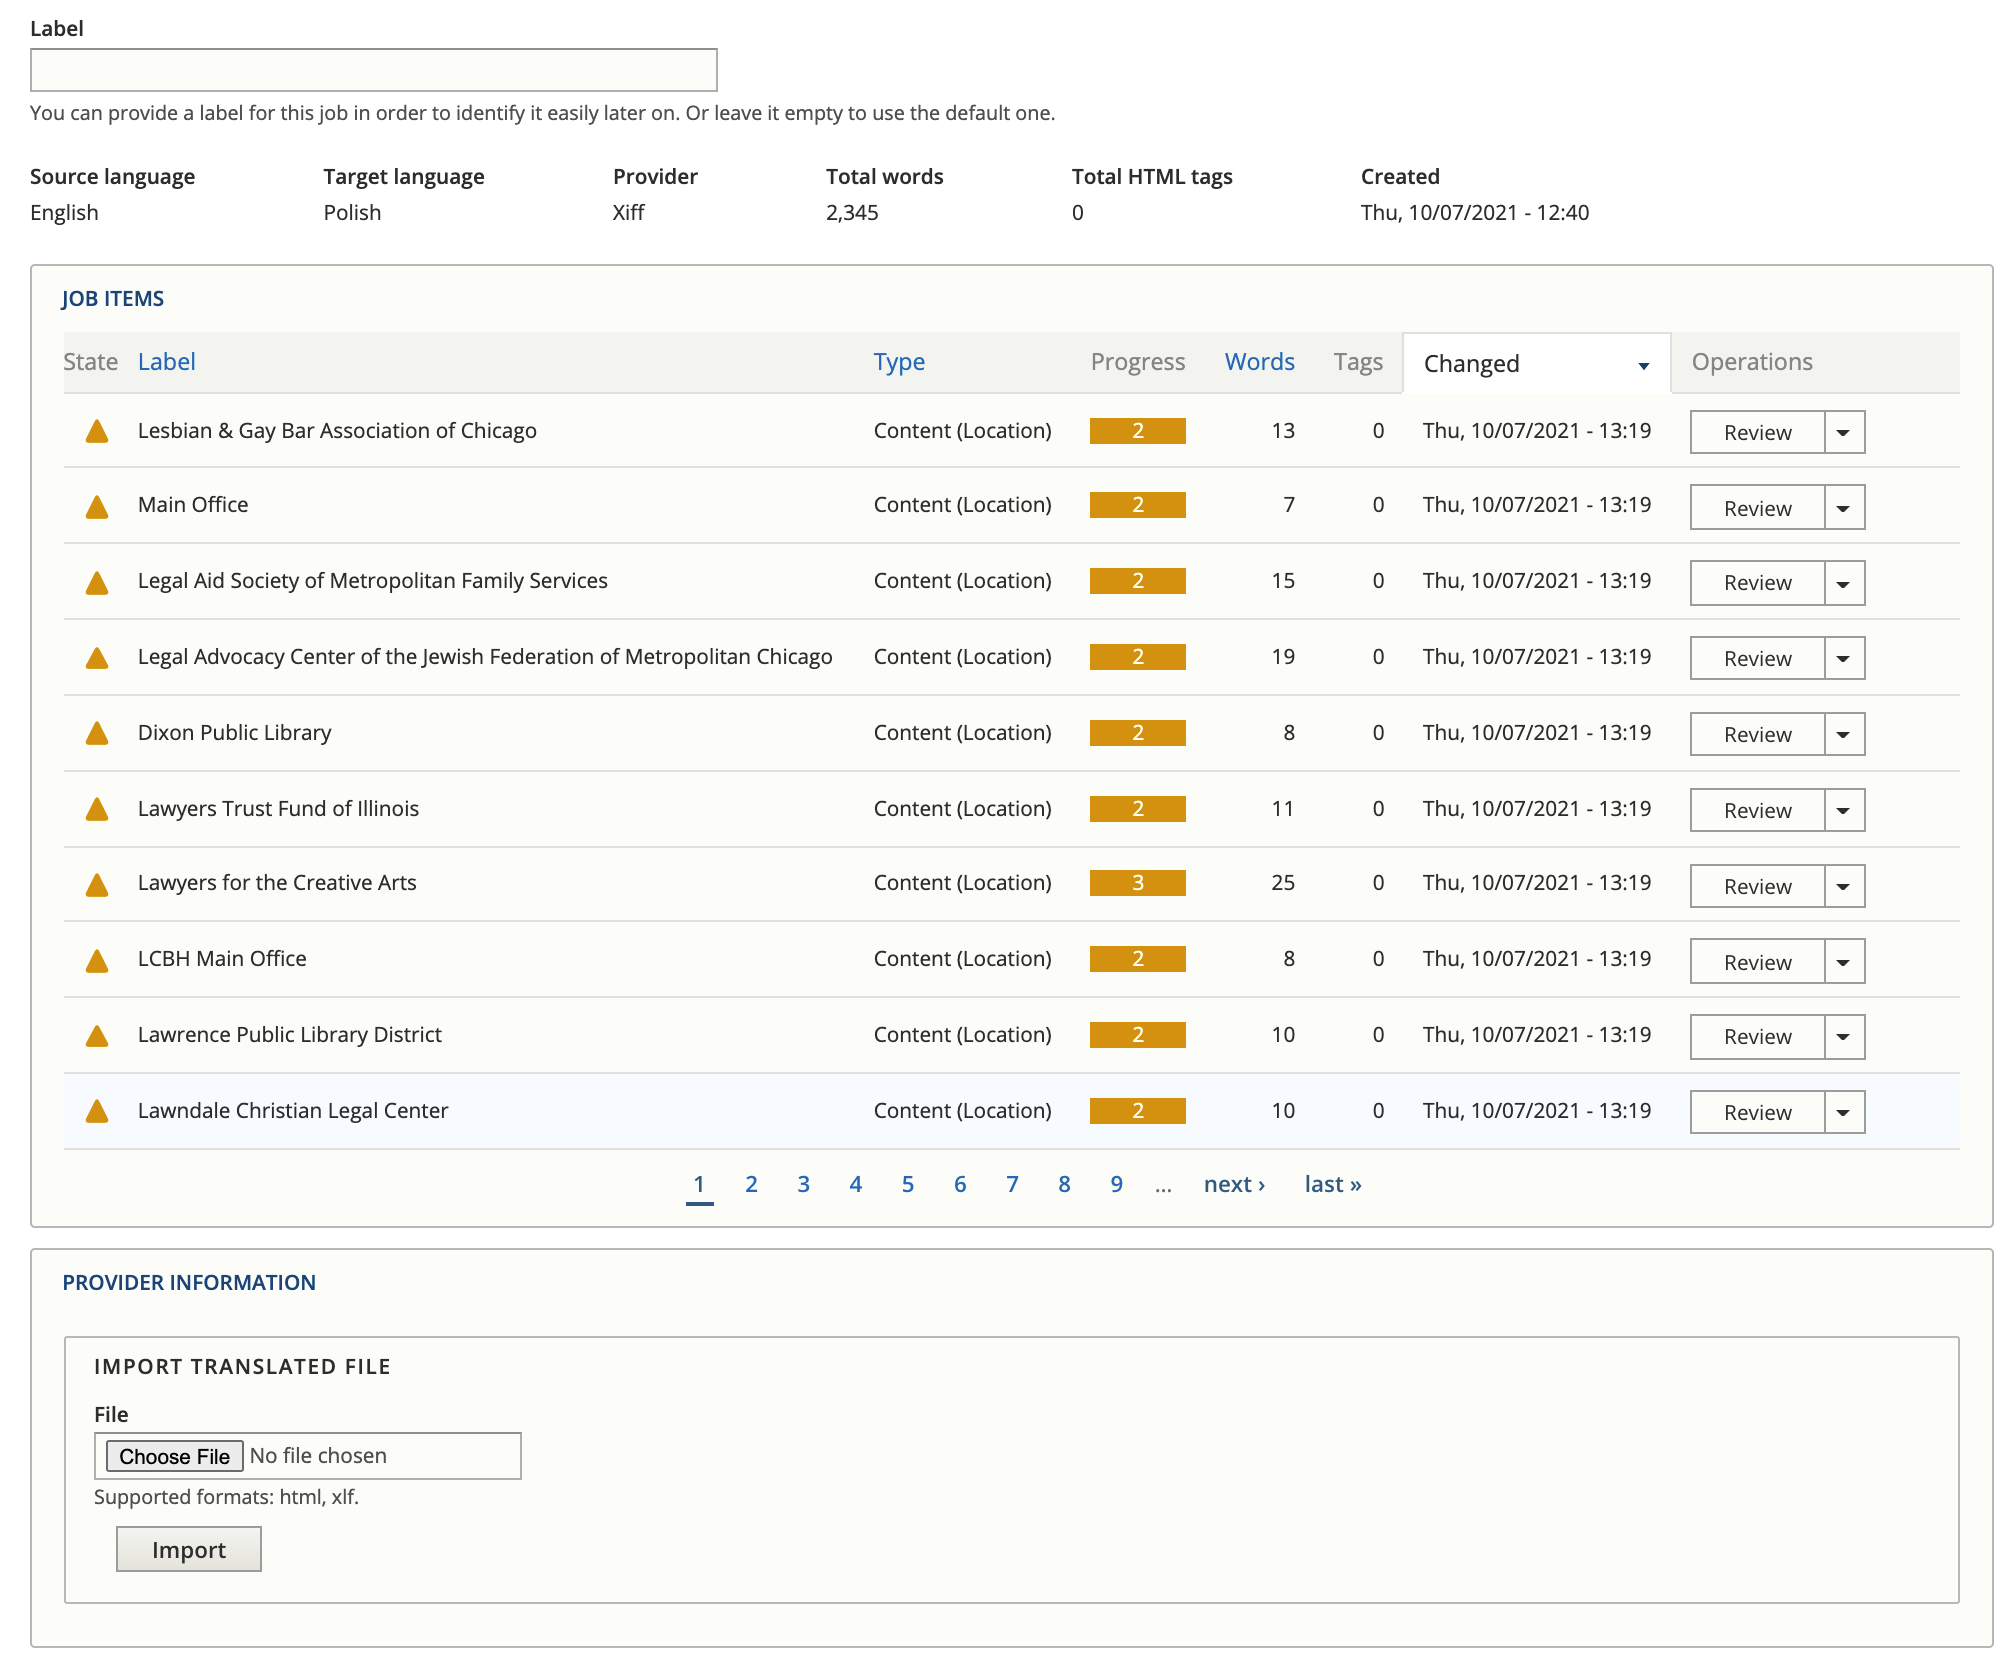 Label
You can provide a label for this job in order to identify it easily later on. Or leave it empty to use the default one.
Source language Target language Provider Total words Total HTML tags Created
English Polish Xiff 2,345 0 Thu, 10/07/2021 - 12:40
JOB ITEMS
State Label Type Progress Words Tags Changed Operations
Lesbian & Gay Bar Association of Chicago Content (Location) 2 13 0 Thu, 10/07/2021 - 13:19 Review
Main Office Content (Location) 2 7 0 Thu, 10/07/2021 - 13:19 Review
Legal Aid Society of Metropolitan Family Services Content (Location) 2 15 0 Thu, 10/07/2021 - 13:19 Review
Legal Advocacy Center of the Jewish Federation of Metropolitan Chicago Content (Location) 2 19 0 Thu, 10/07/2021 - 13:19 Review
Dixon Public Library Content (Location) 2 8 0 Thu, 10/07/2021 - 13:19 Review
Lawyers Trust Fund of Illinois Content (Location) 2 11 0 Thu, 10/07/2021 - 13:19 Review
Lawyers for the Creative Arts Content (Location) 3 25 0 Thu, 10/07/2021 - 13:19 Review
LCBH Main Office Content (Location) 2 8 0 Thu, 10/07/2021 - 13:19 Review
Lawrence Public Library District Content (Location) 2 10 0 Thu, 10/07/2021 - 13:19 Review
Lawndale Christian Legal Center Content (Location) 2 10 0 Thu, 10/07/2021 - 13:19 Review
1 2 3 4 5 6 7 8 9 … next › last »
PROVIDER INFORMATION
IMPORT TRANSLATED FILE
File
Choose File No file chosen
Supported formats: html, xlf.
Import